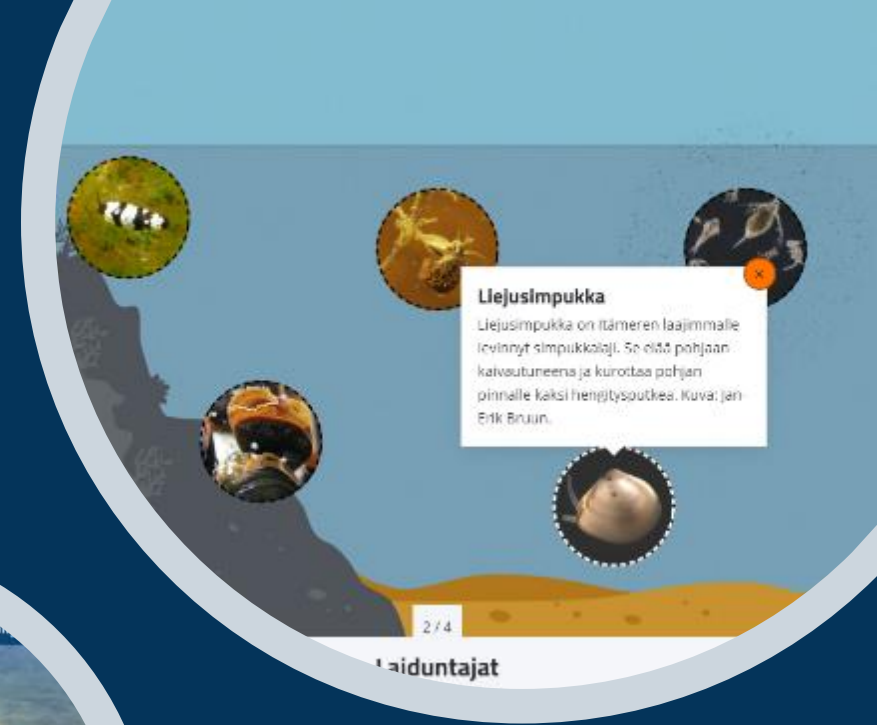 Liejusimpukka
Liejusimpukka on Itämeren laajimmalle
levinnyt simpukkalaji. Se elää pohjaan
kaivautuneena ja kurottaa pohjan
pinnalle kaksi hengitysputkea. Kuva: Jan-
Erik Bruun.
2 / 4
Laiduntajat